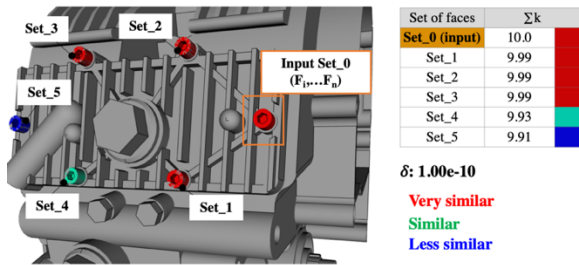 Set_3
Set_2
Input Set_0
(Fᵢ,…Fₙ)
Set_5
Set_4
Set_1
Set of faces ∑k
Set_0 (input) 10.0
Set_1 9.99
Set_2 9.99
Set_3 9.99
Set_4 9.93
Set_5 9.91
δ: 1.00e-10
Very similar
Similar
Less similar